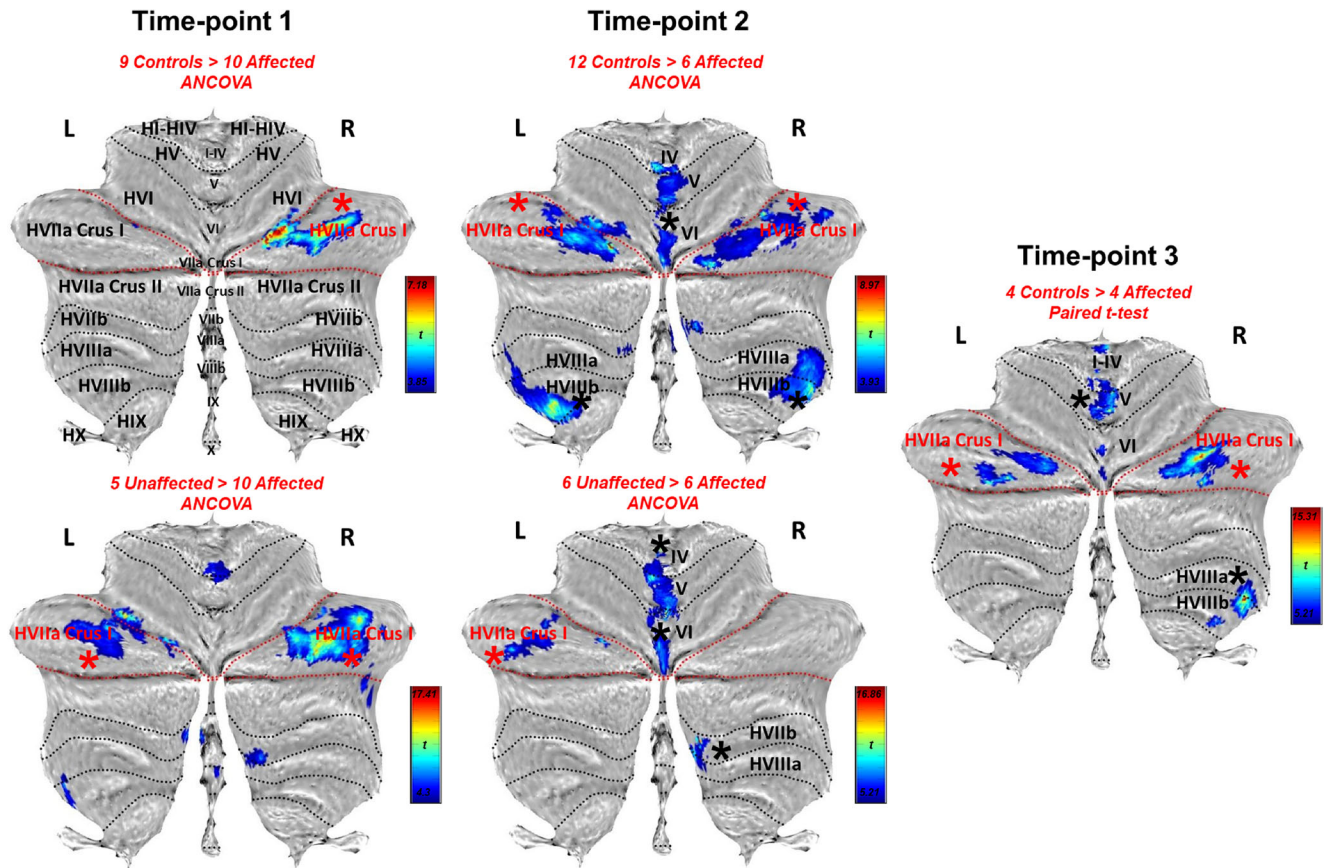 Time-point 1
9 Controls > 10 Affected
ANCOVA
L
R
HI-HIV
HI-HIV
HV
I-IV
HV
V
HVI
HVI
*
HVIIa Crus I
VI
HVIIa Crus I
VIIa Crus I
HVIIa Crus II
VIIa Crus II
HVIIa Crus II
HVIIb
VIIb
HVIIb
HVIIIa
VIIIa
HVIIIa
HVIIIb
VIIIb
HVIIIb
IX
HIX
HIX
HX
HX
X
7.18
t
3.85
Time-point 2
12 Controls > 6 Affected
ANCOVA
L
R
IV
V
*
*
*
HVIIa Crus I
VI
HVIIa Crus I
HVIIIa
HVIIIa
HVIIIb
HVIIIb
*
*
8.97
t
3.93
Time-point 3
4 Controls > 4 Affected
Paired t-test
L
R
I-IV
*
V
VI
HVIIa Crus I
HVIIa Crus I
*
*
HVIIIa
*
HVIIIb
15.31
t
5.21
5 Unaffected > 10 Affected
ANCOVA
L
R
HVIIa Crus I
HVIIa Crus I
*
*
17.41
t
4.3
6 Unaffected > 6 Affected
ANCOVA
L
R
*
IV
V
*
VI
HVIIa Crus I
*
HVIIb
*
HVIIIa
16.86
t
5.21